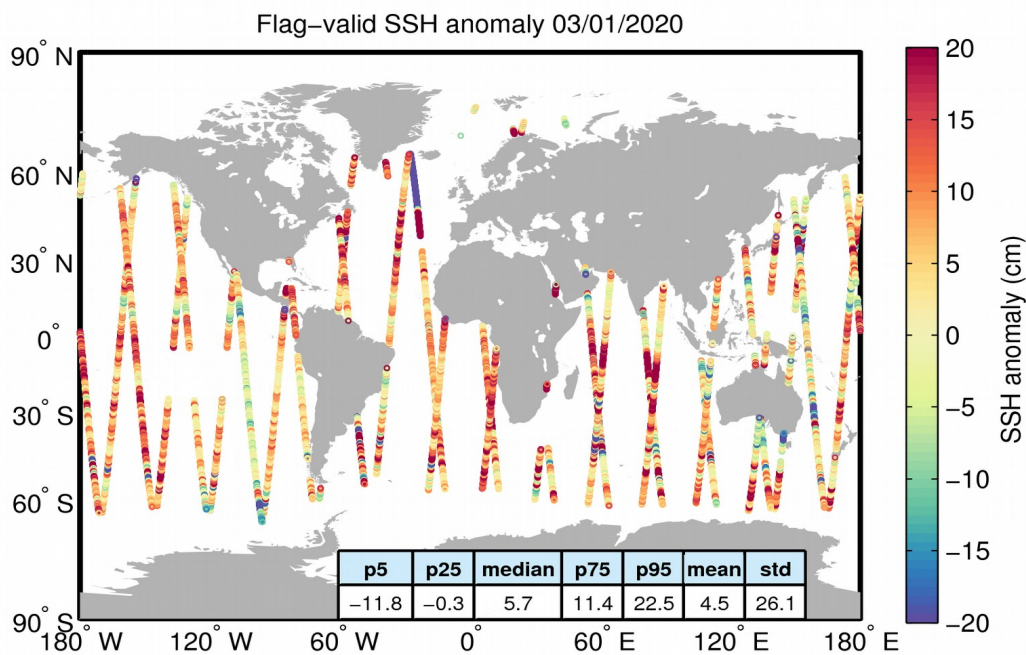 Flag−valid SSH anomaly 03/01/2020
90° N
60° N
30° N
0°
30° S
60° S
90° S
180° W
120° W
60° W
0°
60° E
120° E
180° E
p5 p25 median p75 p95 mean std
−11.8 −0.3 5.7 11.4 22.5 4.5 26.1
20
15
10
5
0
−5
−10
−15
−20
SSH anomaly (cm)